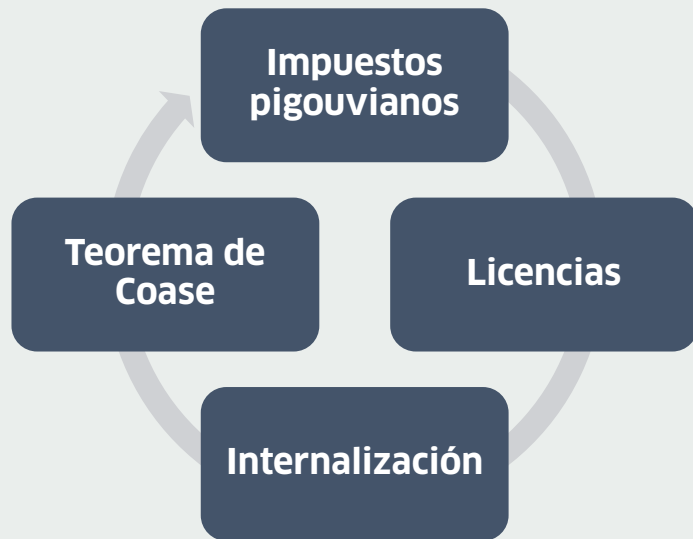 Impuestos
pigouvianos
Licencias
Internalización
Teorema de
Coase